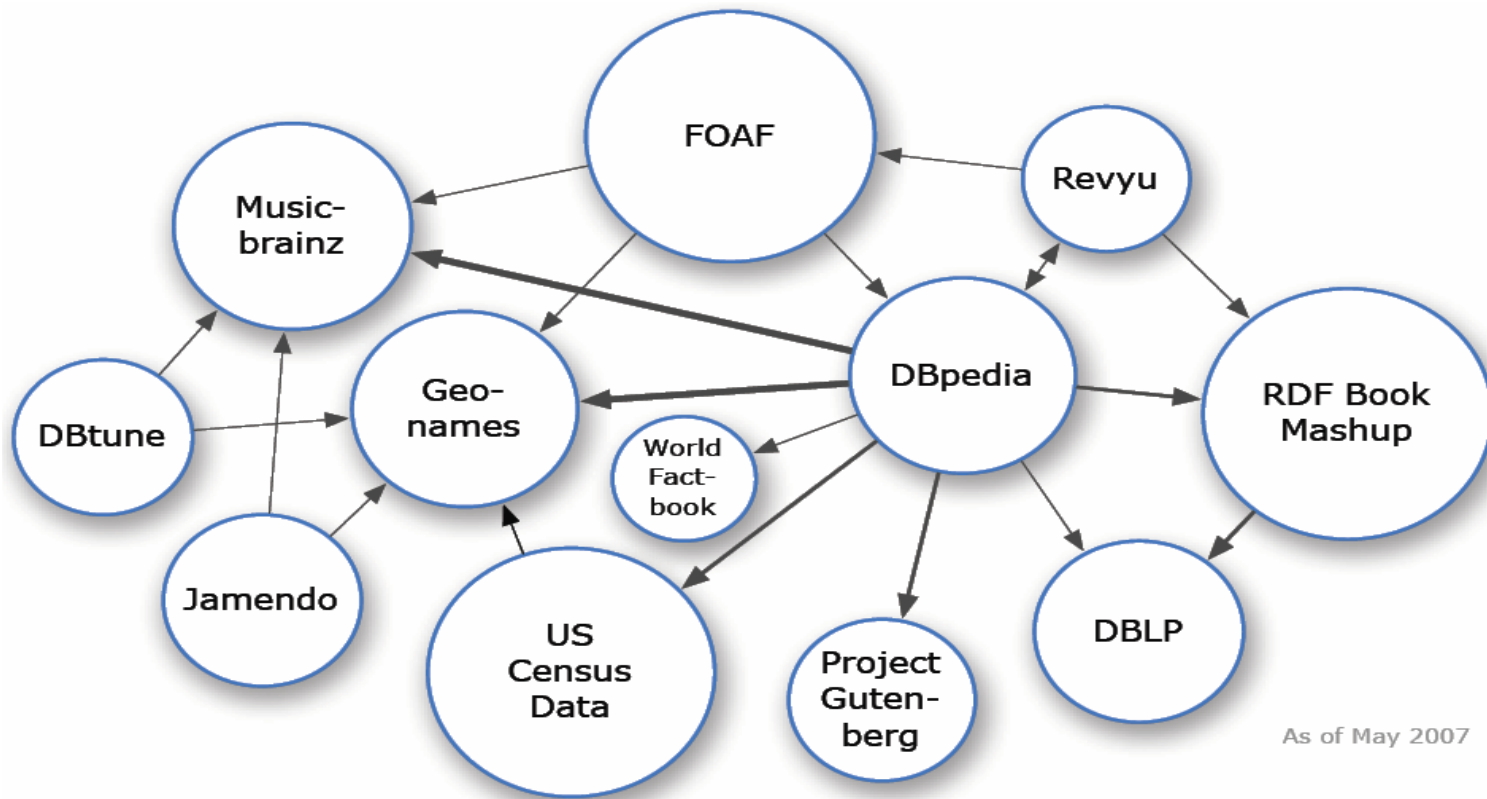 FOAF
Revyu
Music-
brainz
DBpedia
Geo-
names
RDF Book
Mashup
DBtune
World
Fact-
book
Jamendo
US
Census
Data
Project
Guten-
berg
DBLP
As of May 2007